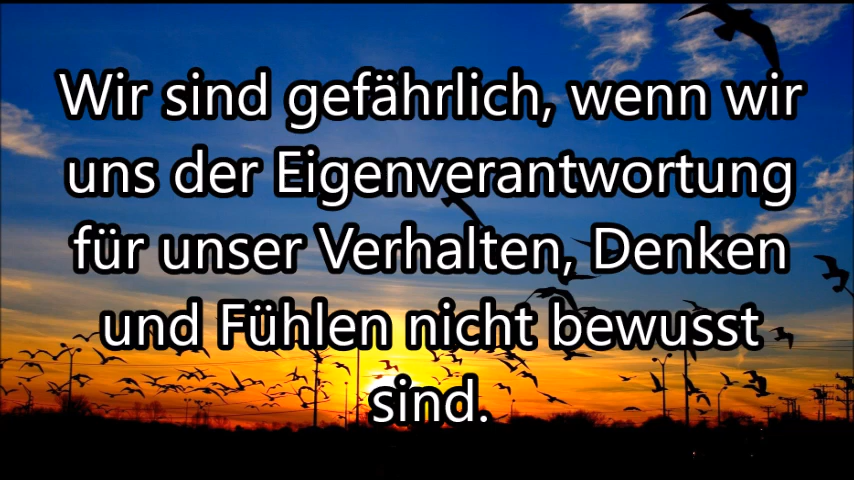 Wir sind gefährlich, wenn wir
uns der Eigenverantwortung
für unser Verhalten, Denken
und Fühlen nicht bewusst
sind.